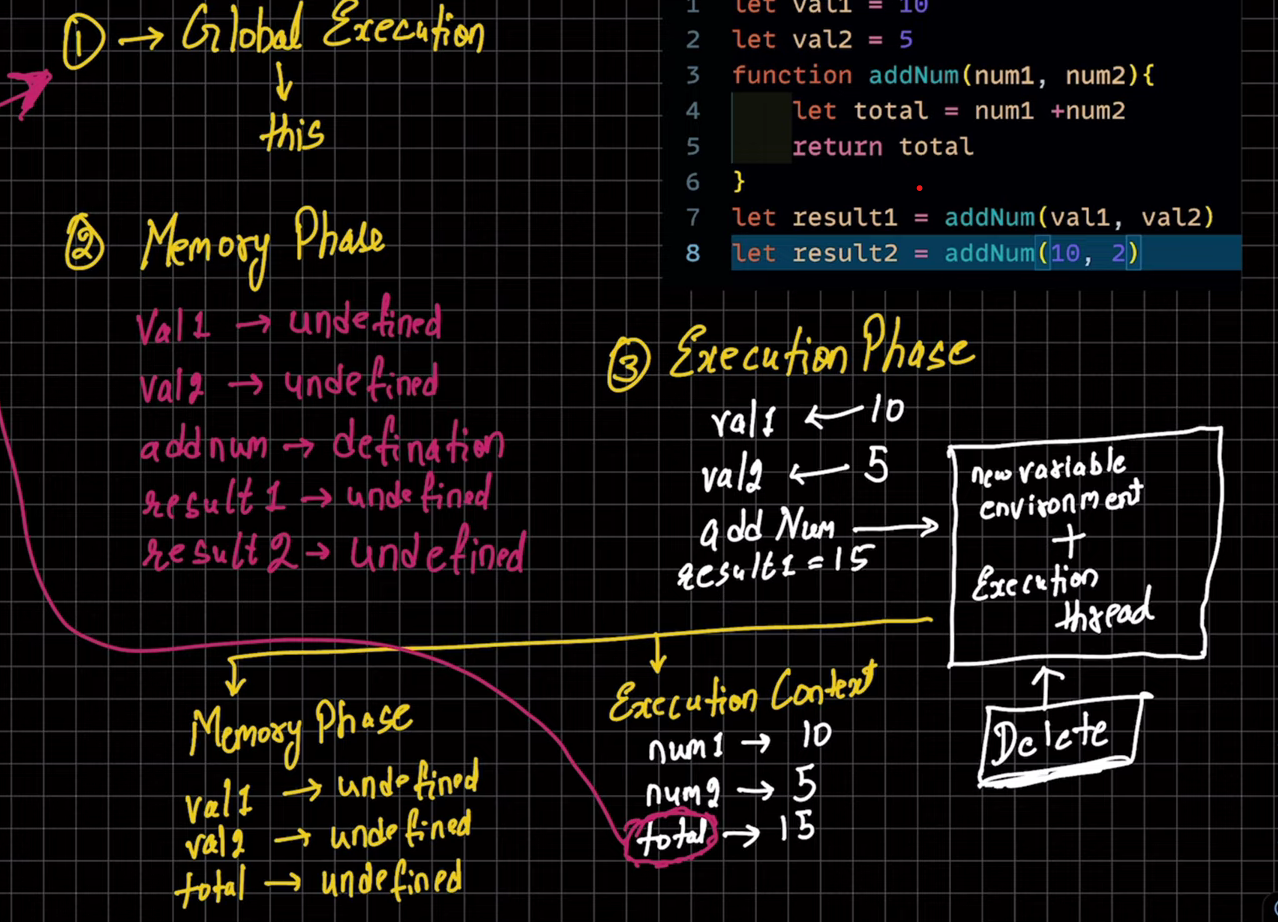 ① → Global Execution
↓
this
② Memory Phase
val1 → undefined
val2 → undefined
addnum → defination
result1 → undefined
result2 → undefined
1 let val1 = 10
2 let val2 = 5
3 function addNum(num1, num2){
4 let total = num1 +num2
5 return total
6 }
7 let result1 = addNum(val1, val2)
8 let result2 = addNum(10, 2)
③ Execution Phase
val1 ← 10
val2 ← 5
add Num →
result1 = 15
new variable
environment
+
Execution
thread
Delete
Memory Phase
val1 → undefined
val2 → undefined
total → undefined
Execution Context
num1 → 10
num2 → 5
total → 15